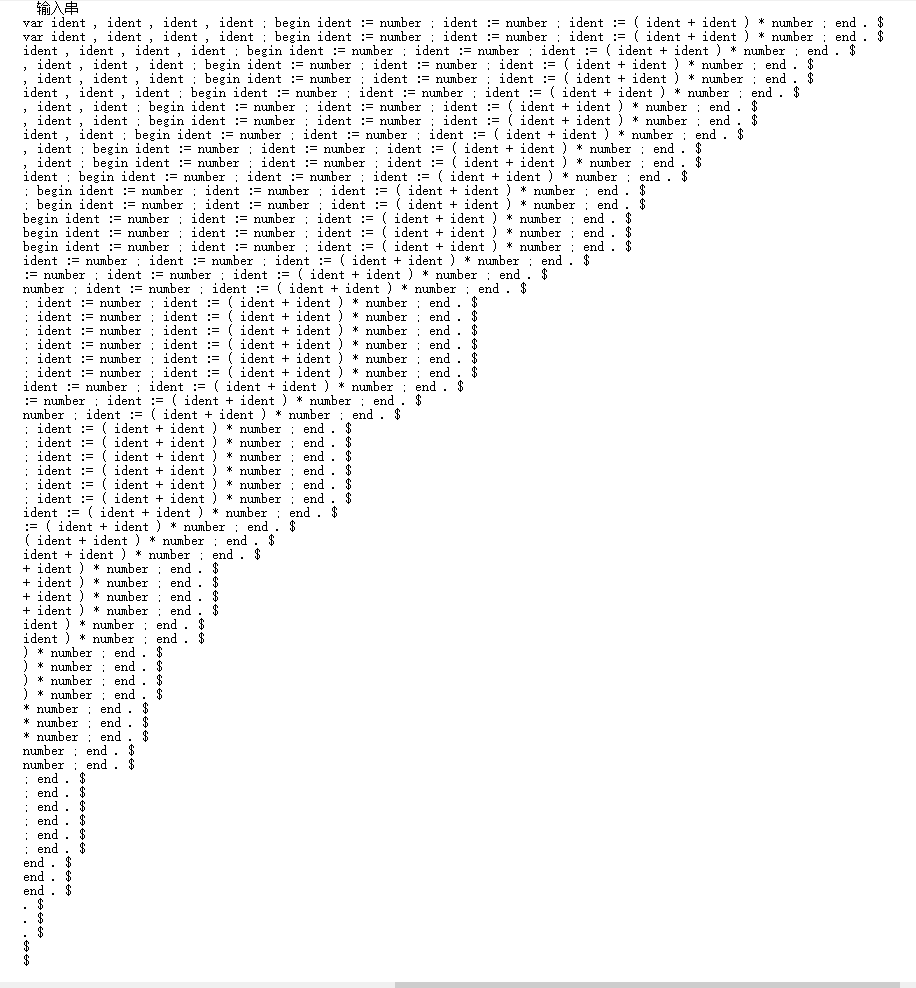 输入串
var ident , ident , ident , ident ; begin ident := number ; ident := number ; ident := ( ident + ident ) * number ; end . $
var ident , ident , ident , ident ; begin ident := number ; ident := number ; ident := ( ident + ident ) * number ; end . $
ident , ident , ident , ident ; begin ident := number ; ident := number ; ident := ( ident + ident ) * number ; end . $
, ident , ident , ident ; begin ident := number ; ident := number ; ident := ( ident + ident ) * number ; end . $
, ident , ident , ident ; begin ident := number ; ident := number ; ident := ( ident + ident ) * number ; end . $
ident , ident , ident ; begin ident := number ; ident := number ; ident := ( ident + ident ) * number ; end . $
, ident , ident ; begin ident := number ; ident := number ; ident := ( ident + ident ) * number ; end . $
, ident , ident ; begin ident := number ; ident := number ; ident := ( ident + ident ) * number ; end . $
ident , ident ; begin ident := number ; ident := number ; ident := ( ident + ident ) * number ; end . $
, ident ; begin ident := number ; ident := number ; ident := ( ident + ident ) * number ; end . $
, ident ; begin ident := number ; ident := number ; ident := ( ident + ident ) * number ; end . $
ident ; begin ident := number ; ident := number ; ident := ( ident + ident ) * number ; end . $
; begin ident := number ; ident := number ; ident := ( ident + ident ) * number ; end . $
; begin ident := number ; ident := number ; ident := ( ident + ident ) * number ; end . $
begin ident := number ; ident := number ; ident := ( ident + ident ) * number ; end . $
begin ident := number ; ident := number ; ident := ( ident + ident ) * number ; end . $
begin ident := number ; ident := number ; ident := ( ident + ident ) * number ; end . $
ident := number ; ident := number ; ident := ( ident + ident ) * number ; end . $
:= number ; ident := number ; ident := ( ident + ident ) * number ; end . $
number ; ident := number ; ident := ( ident + ident ) * number ; end . $
; ident := number ; ident := ( ident + ident ) * number ; end . $
; ident := number ; ident := ( ident + ident ) * number ; end . $
; ident := number ; ident := ( ident + ident ) * number ; end . $
; ident := number ; ident := ( ident + ident ) * number ; end . $
; ident := number ; ident := ( ident + ident ) * number ; end . $
; ident := number ; ident := ( ident + ident ) * number ; end . $
ident := number ; ident := ( ident + ident ) * number ; end . $
:= number ; ident := ( ident + ident ) * number ; end . $
number ; ident := ( ident + ident ) * number ; end . $
; ident := ( ident + ident ) * number ; end . $
; ident := ( ident + ident ) * number ; end . $
; ident := ( ident + ident ) * number ; end . $
; ident := ( ident + ident ) * number ; end . $
; ident := ( ident + ident ) * number ; end . $
; ident := ( ident + ident ) * number ; end . $
ident := ( ident + ident ) * number ; end . $
:= ( ident + ident ) * number ; end . $
( ident + ident ) * number ; end . $
ident + ident ) * number ; end . $
+ ident ) * number ; end . $
+ ident ) * number ; end . $
+ ident ) * number ; end . $
+ ident ) * number ; end . $
ident ) * number ; end . $
ident ) * number ; end . $
) * number ; end . $
) * number ; end . $
) * number ; end . $
) * number ; end . $
* number ; end . $
* number ; end . $
* number ; end . $
number ; end . $
number ; end . $
; end . $
; end . $
; end . $
; end . $
; end . $
; end . $
end . $
end . $
end . $
. $
. $
. $
$
$